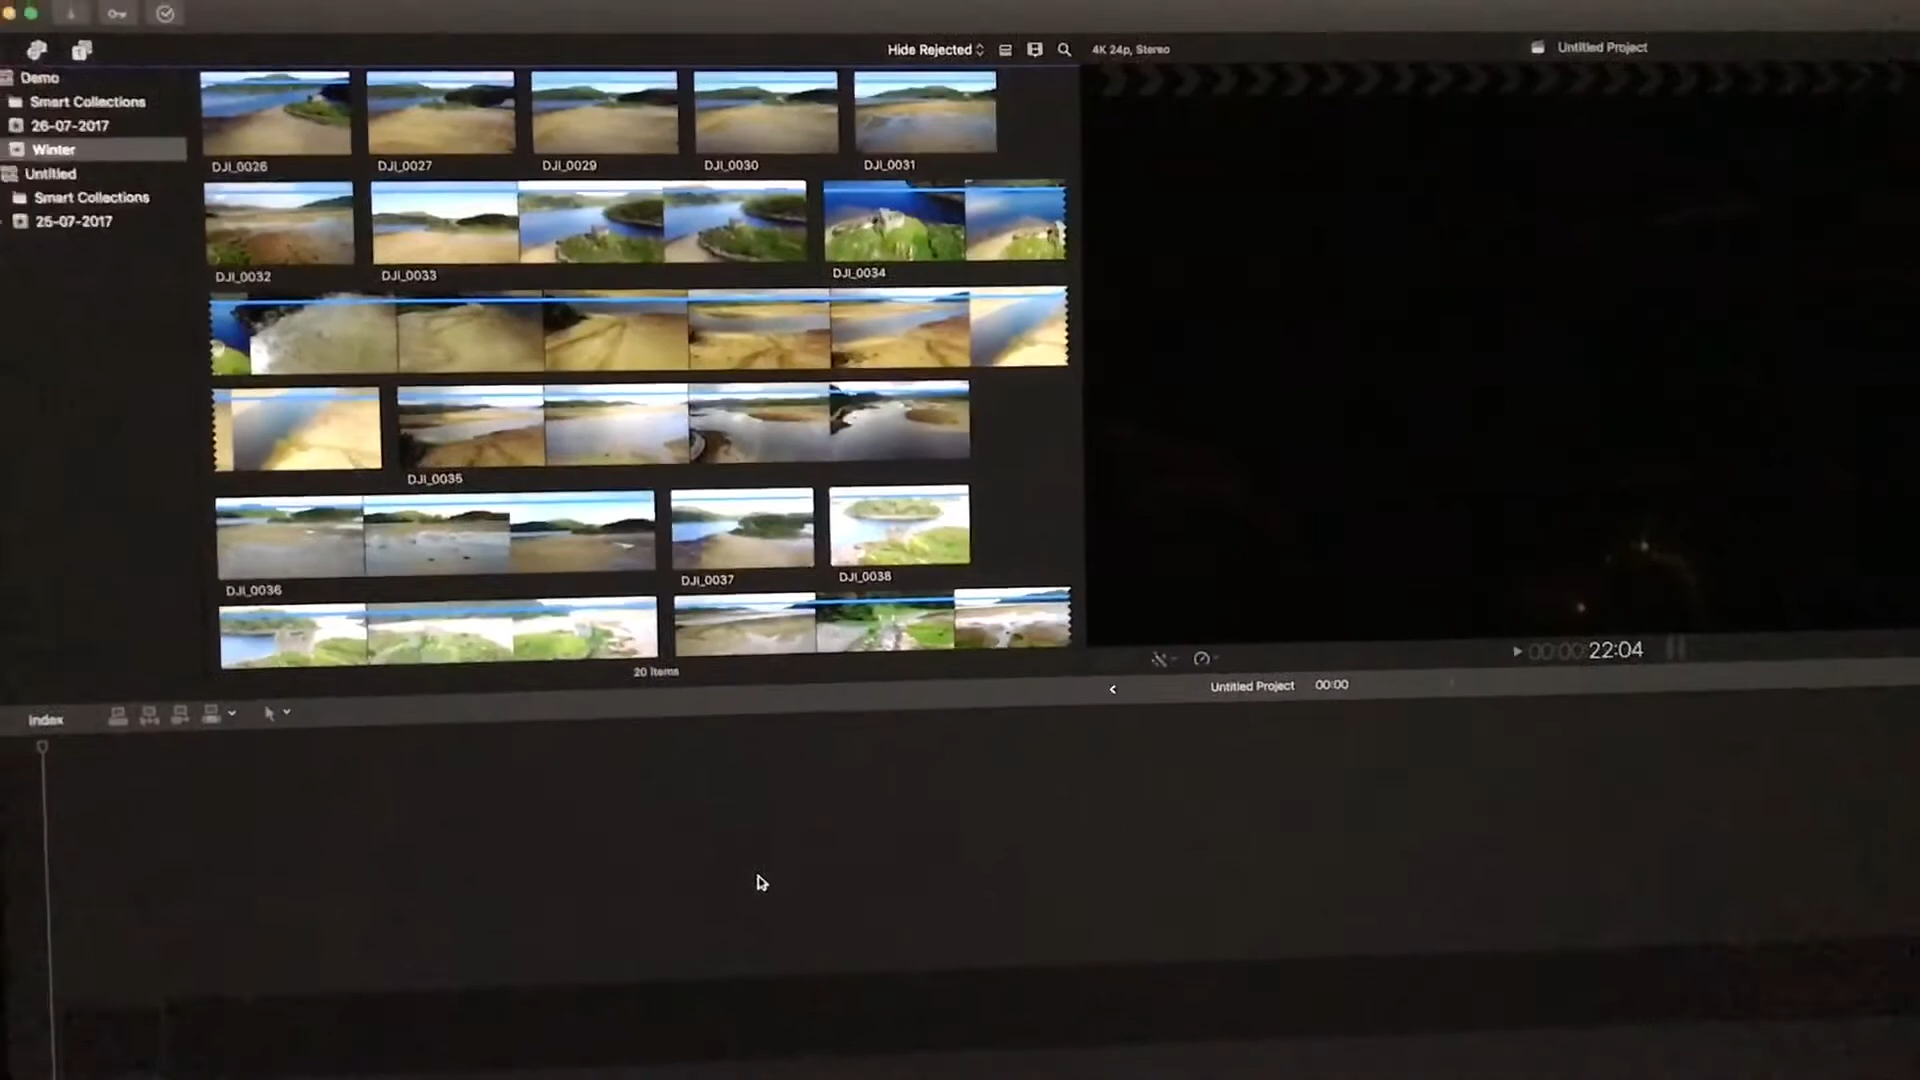 Hide Rejected
4K 24p, Stereo
Untitled Project
Demo
Smart Collections
26-07-2017
Winter
Untitled
Smart Collections
25-07-2017
DJI_0026
DJI_0027
DJI_0029
DJI_0030
DJI_0031
DJI_0032
DJI_0033
DJI_0034
DJI_0035
DJI_0036
DJI_0037
DJI_0038
20 items
00:00:22:04
Untitled Project
00:00
Index